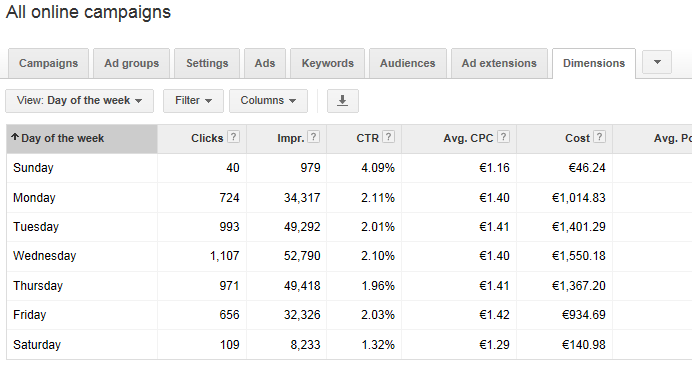 All online campaigns
Campaigns Ad groups Settings Ads Keywords Audiences Ad extensions Dimensions
View: Day of the week Filter Columns
Day of the week Clicks ? Impr. ? CTR ? Avg. CPC ? Cost ? Avg. Po
Sunday 40 979 4.09% €1.16 €46.24
Monday 724 34,317 2.11% €1.40 €1,014.83
Tuesday 993 49,292 2.01% €1.41 €1,401.29
Wednesday 1,107 52,790 2.10% €1.40 €1,550.18
Thursday 971 49,418 1.96% €1.41 €1,367.20
Friday 656 32,326 2.03% €1.42 €934.69
Saturday 109 8,233 1.32% €1.29 €140.98